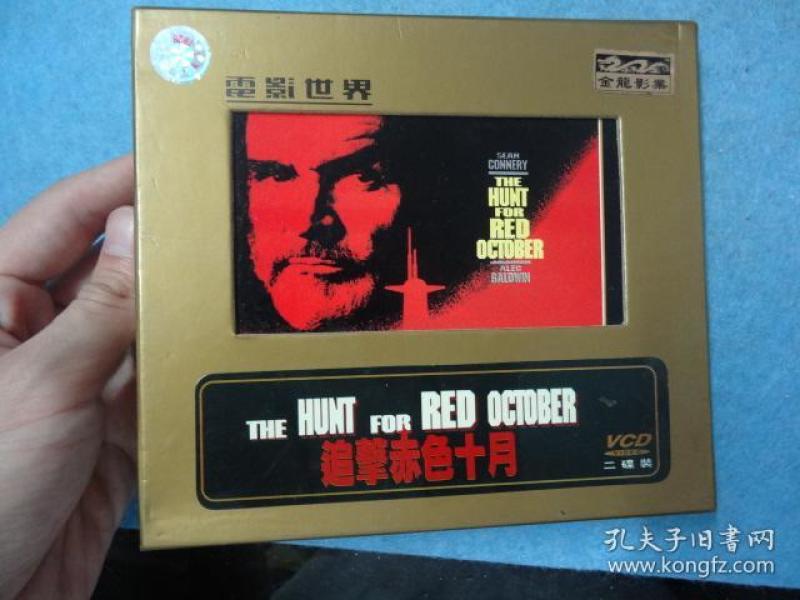 電影世界
金龍影業
SEAN
CONNERY
THE
HUNT
FOR
RED
OCTOBER
ALEC
BALDWIN
THE HUNT FOR RED OCTOBER
追擊赤色十月
VCD
VIDEO
二碟裝
孔夫子旧书网
www.kongfz.com